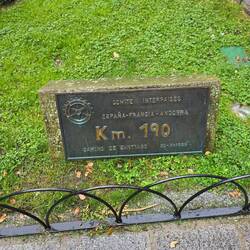 COMITE INTERPAISES
ESPAÑA-FRANCIA-ANDORRA
Km. 190
CAMINO DE SANTIAGO